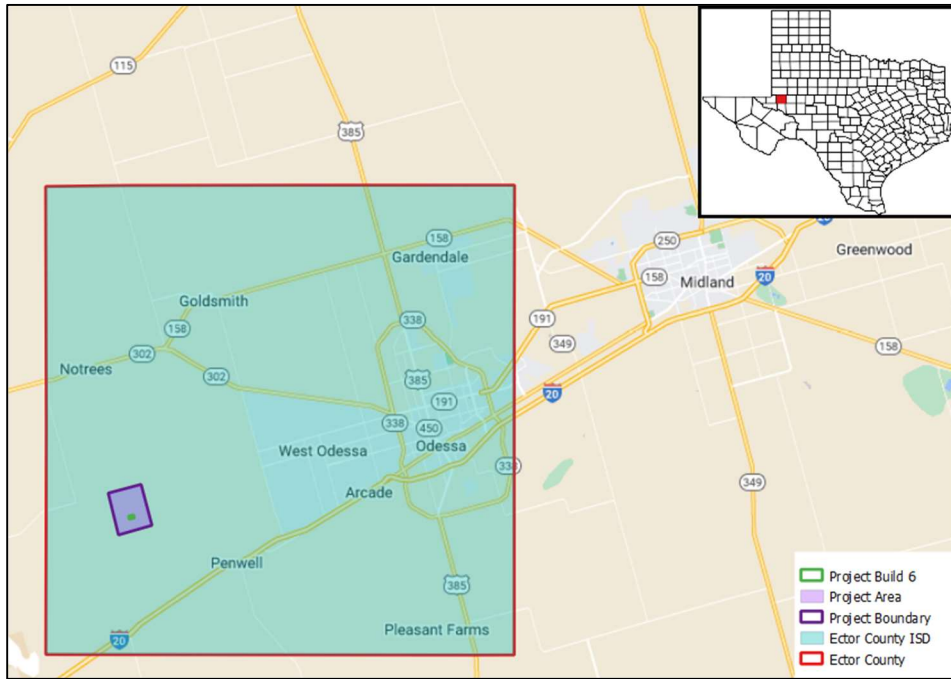 115
385
158
Gardendale
250
20
Greenwood
158
Midland
20
Goldsmith
191
158
338
349
302
Notrees
302
385
20
158
191
338
450
West Odessa
Odessa
338
Arcade
349
Penwell
385
Pleasant Farms
20
Project Build 6
Project Area
Project Boundary
Ector County ISD
Ector County